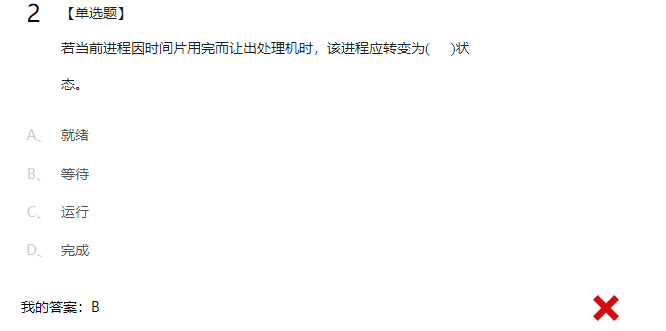 2 【单选题】
若当前进程因时间片用完而让出处理机时，该进程应转变为( )状
态。
A、 就绪
B、 等待
C、 运行
D、 完成
我的答案：B